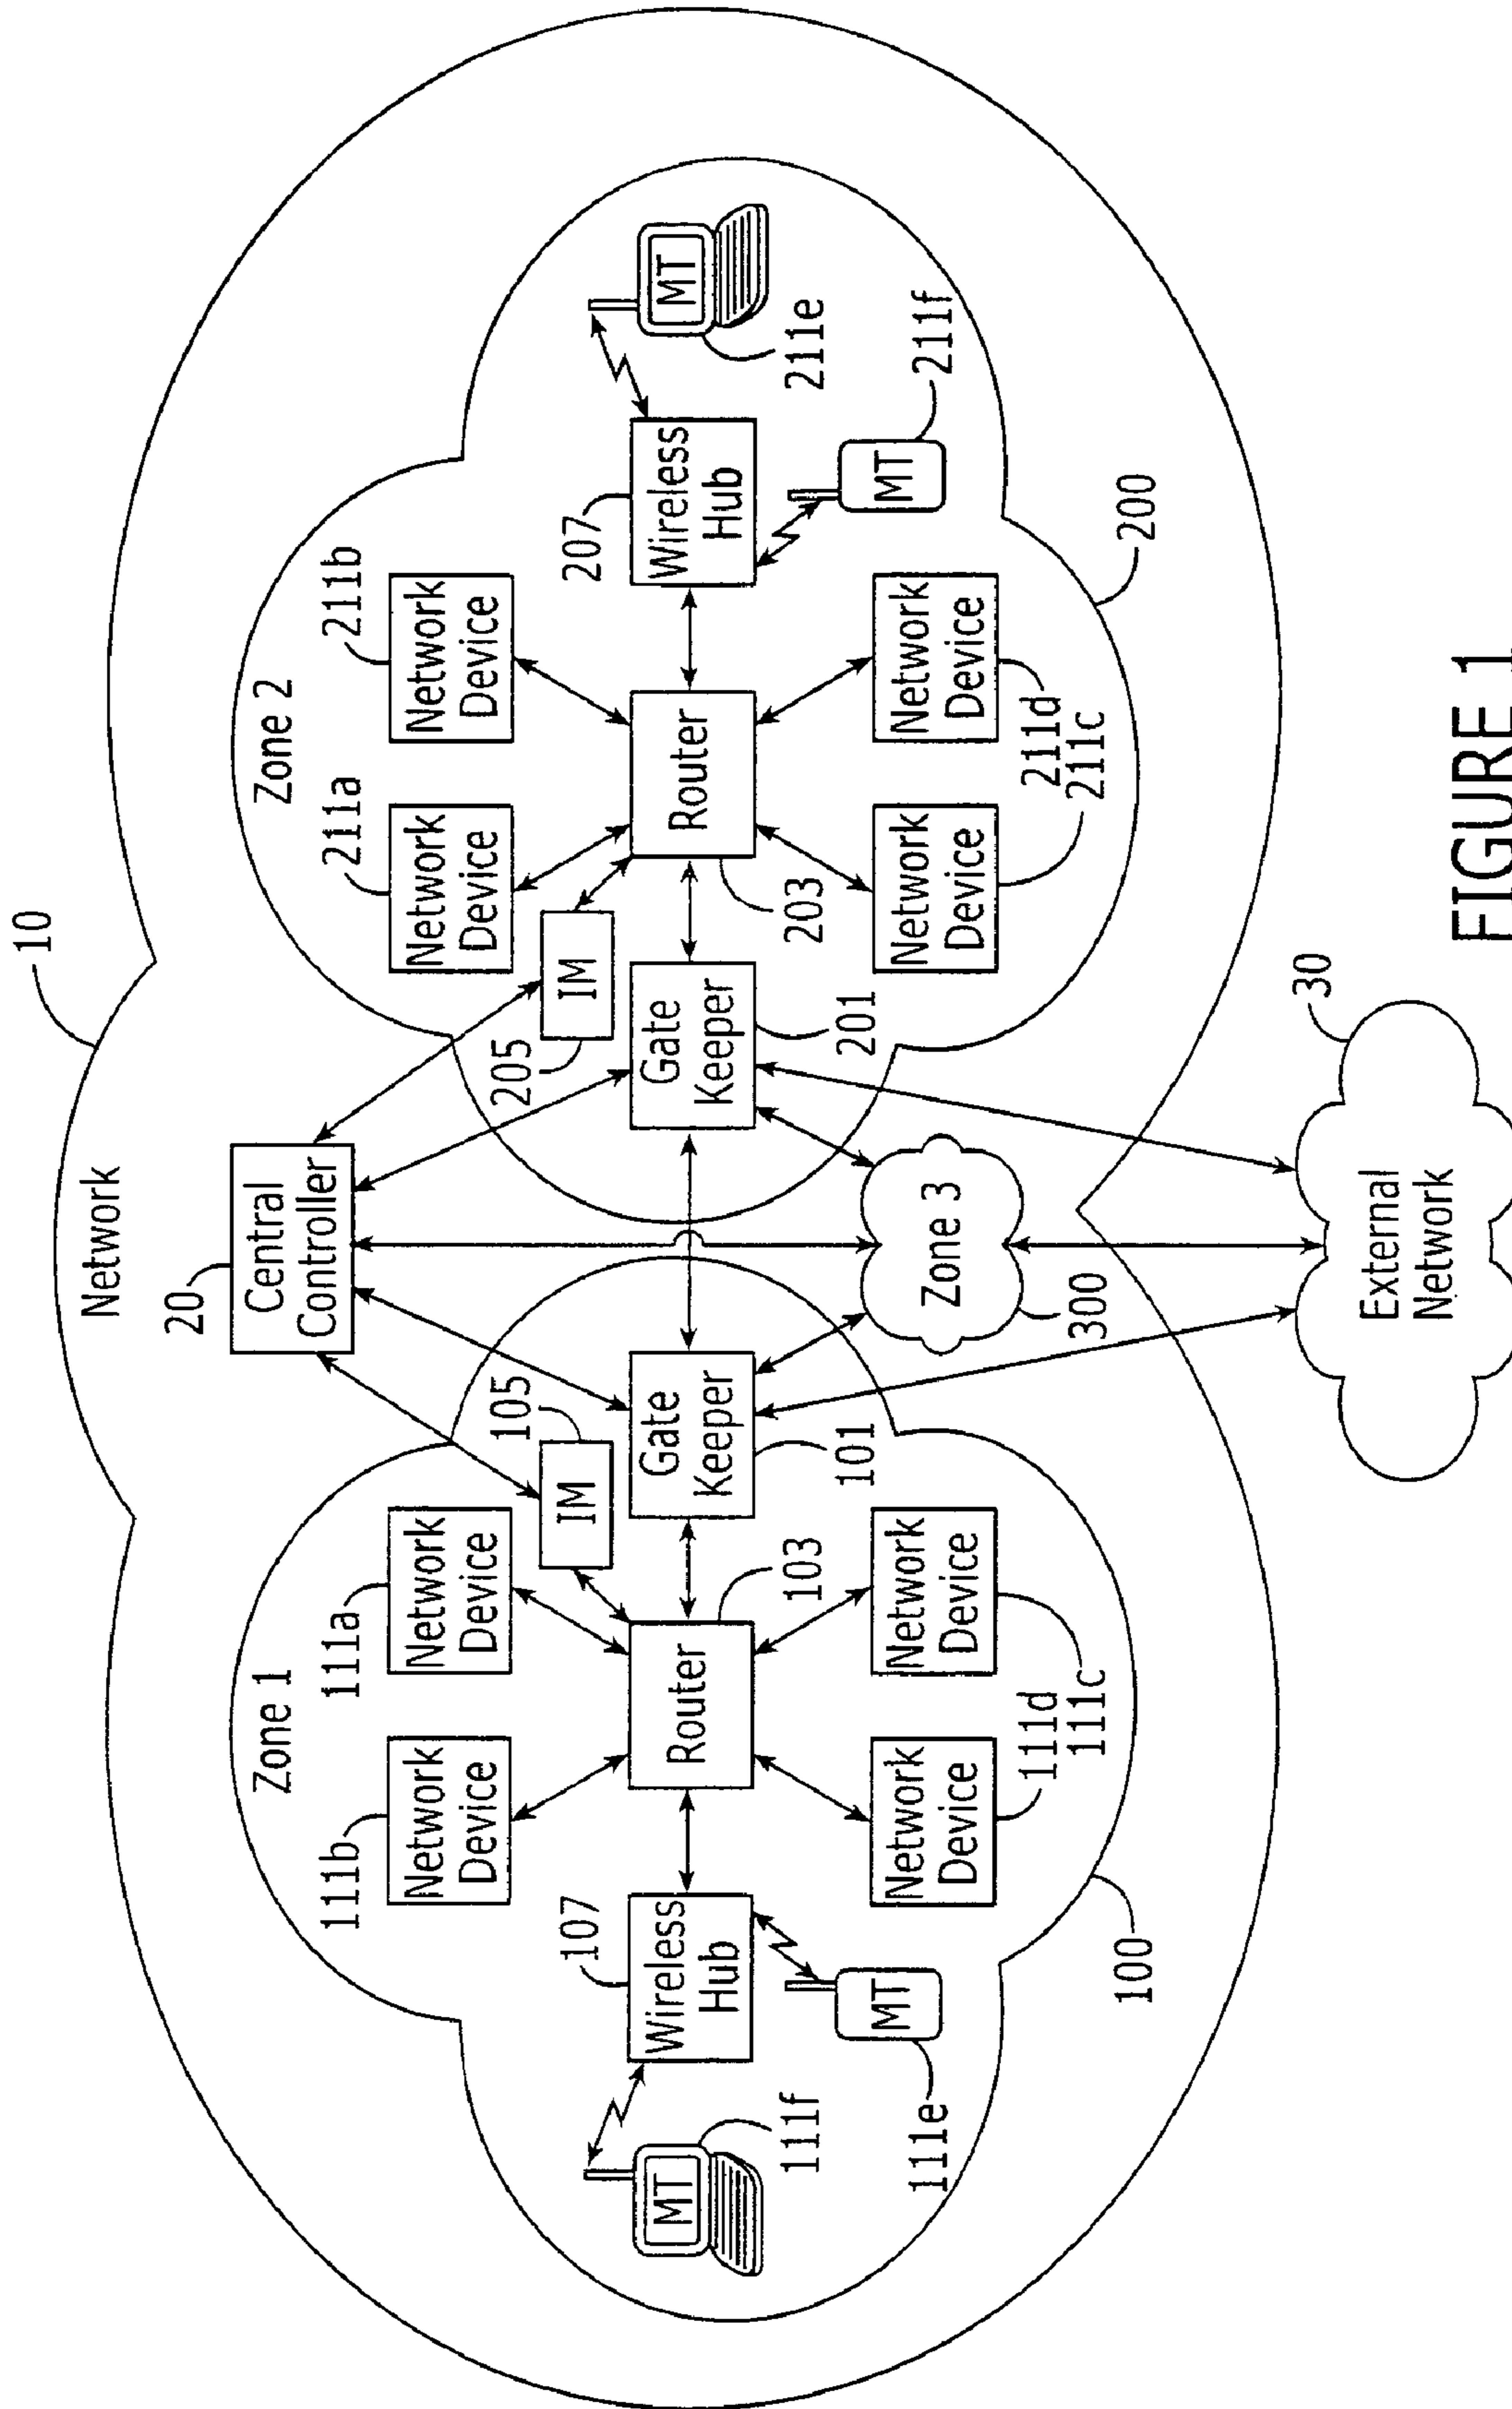 10
Network
20
Central
Controller
Zone 1
111b
Network
Device
111a
Network
Device
105
IM
107
Wireless
Hub
Router
103
Gate
Keeper
101
MT
111f
MT
111e
Network
Device
111d
Network
Device
111c
100
Zone 2
211a
Network
Device
211b
Network
Device
205
IM
Gate
Keeper
201
Router
203
207
Wireless
Hub
MT
211e
MT
211f
Network
Device
211c
Network
Device
211d
200
Zone 3
300
30
External
Network
FIGURE 1